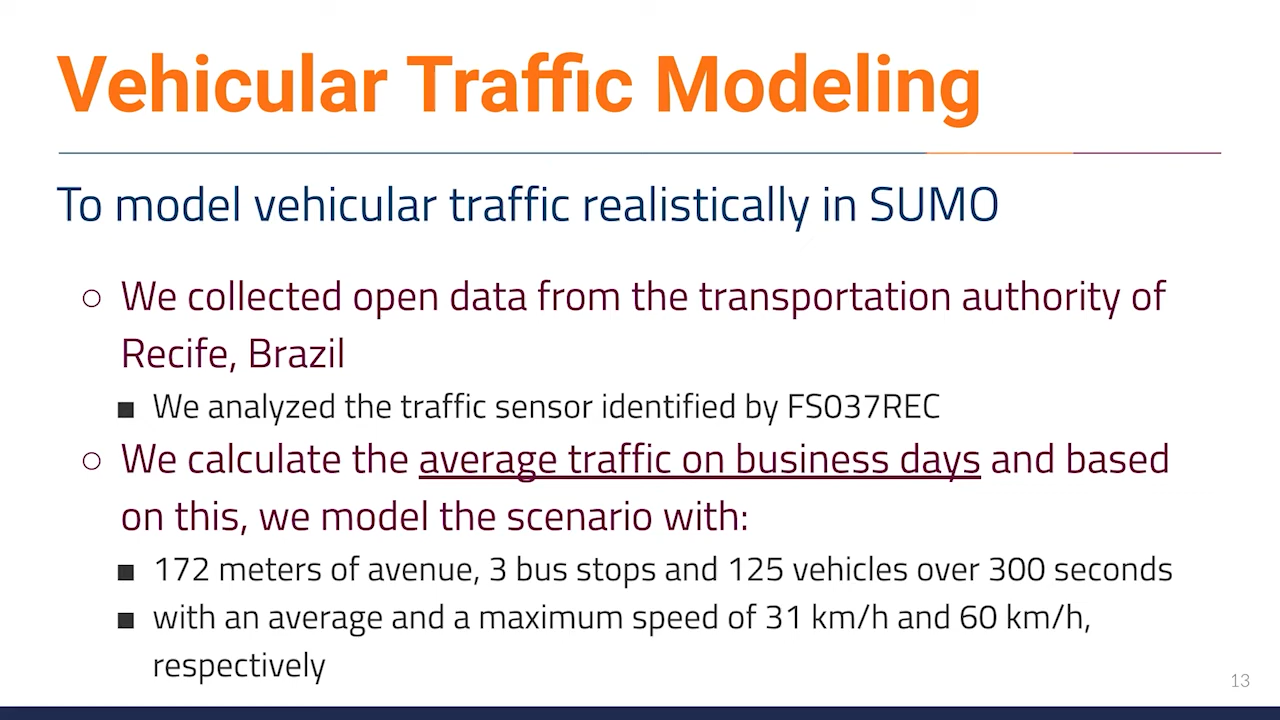 Vehicular Traffic Modeling
To model vehicular traffic realistically in SUMO
○ We collected open data from the transportation authority of
Recife, Brazil
■ We analyzed the traffic sensor identified by FS037REC
○ We calculate the average traffic on business days and based
on this, we model the scenario with:
■ 172 meters of avenue, 3 bus stops and 125 vehicles over 300 seconds
■ with an average and a maximum speed of 31 km/h and 60 km/h,
respectively
13